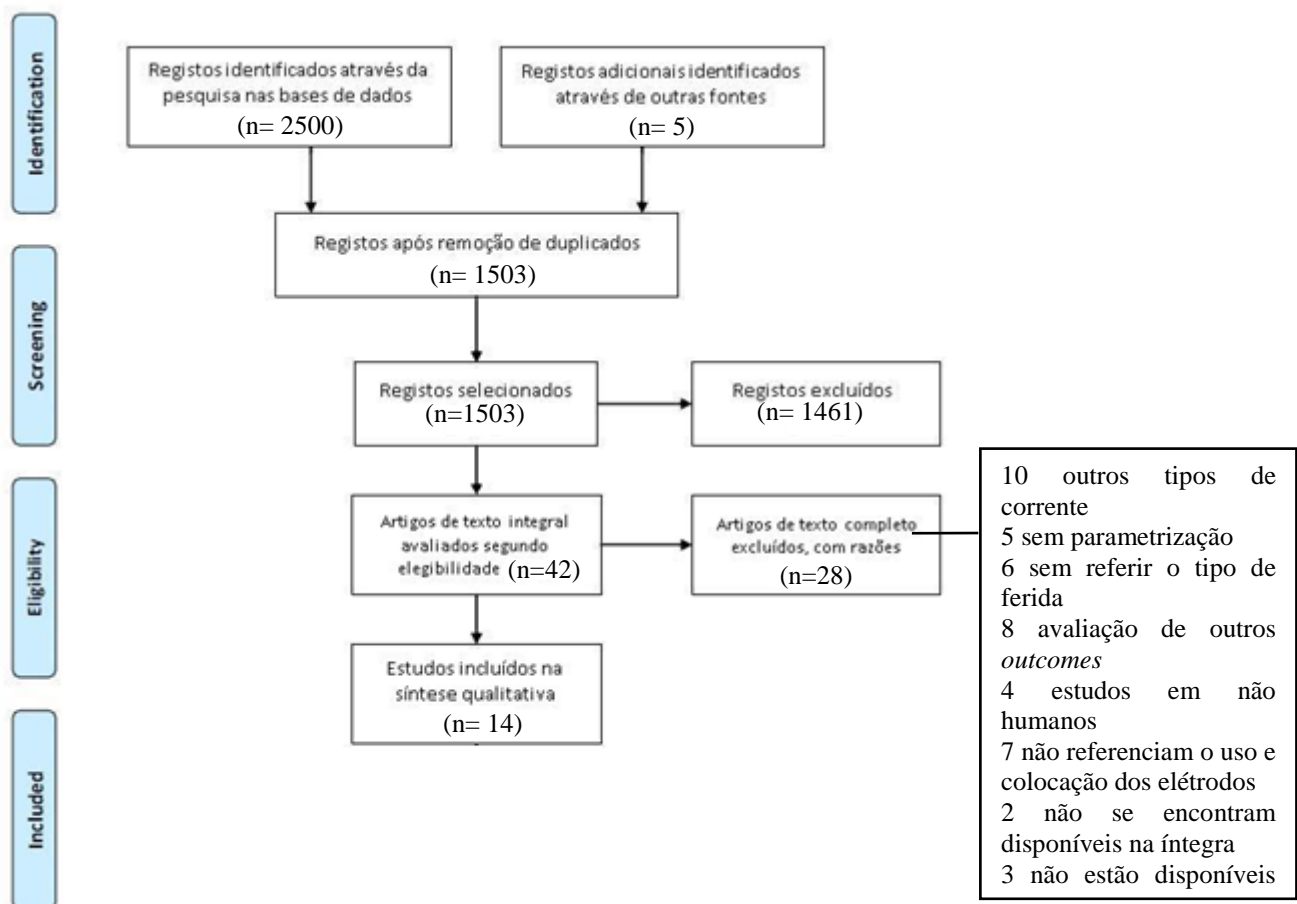 Identification
Registos identificados através da
pesquisa nas bases de dados
(n= 2500)
Registos adicionais identificados
através de outras fontes
(n= 5)
Registos após remoção de duplicados
(n= 1503)
Screening
Registos selecionados
(n=1503)
Registos excluídos
(n= 1461)
Eligibility
Artigos de texto integral
avaliados segundo
elegibilidade (n=42)
Artigos de texto completo
excluídos, com razões
(n=28)
10 outros tipos de
corrente
5 sem parametrização
6 sem referir o tipo de
ferida
8 avaliação de outros
outcomes
4 estudos em não
humanos
7 não referenciam o uso e
colocação dos elétrodos
2 não se encontram
disponíveis na íntegra
3 não estão disponíveis
Estudos incluídos na
síntese qualitativa
(n= 14)
Included